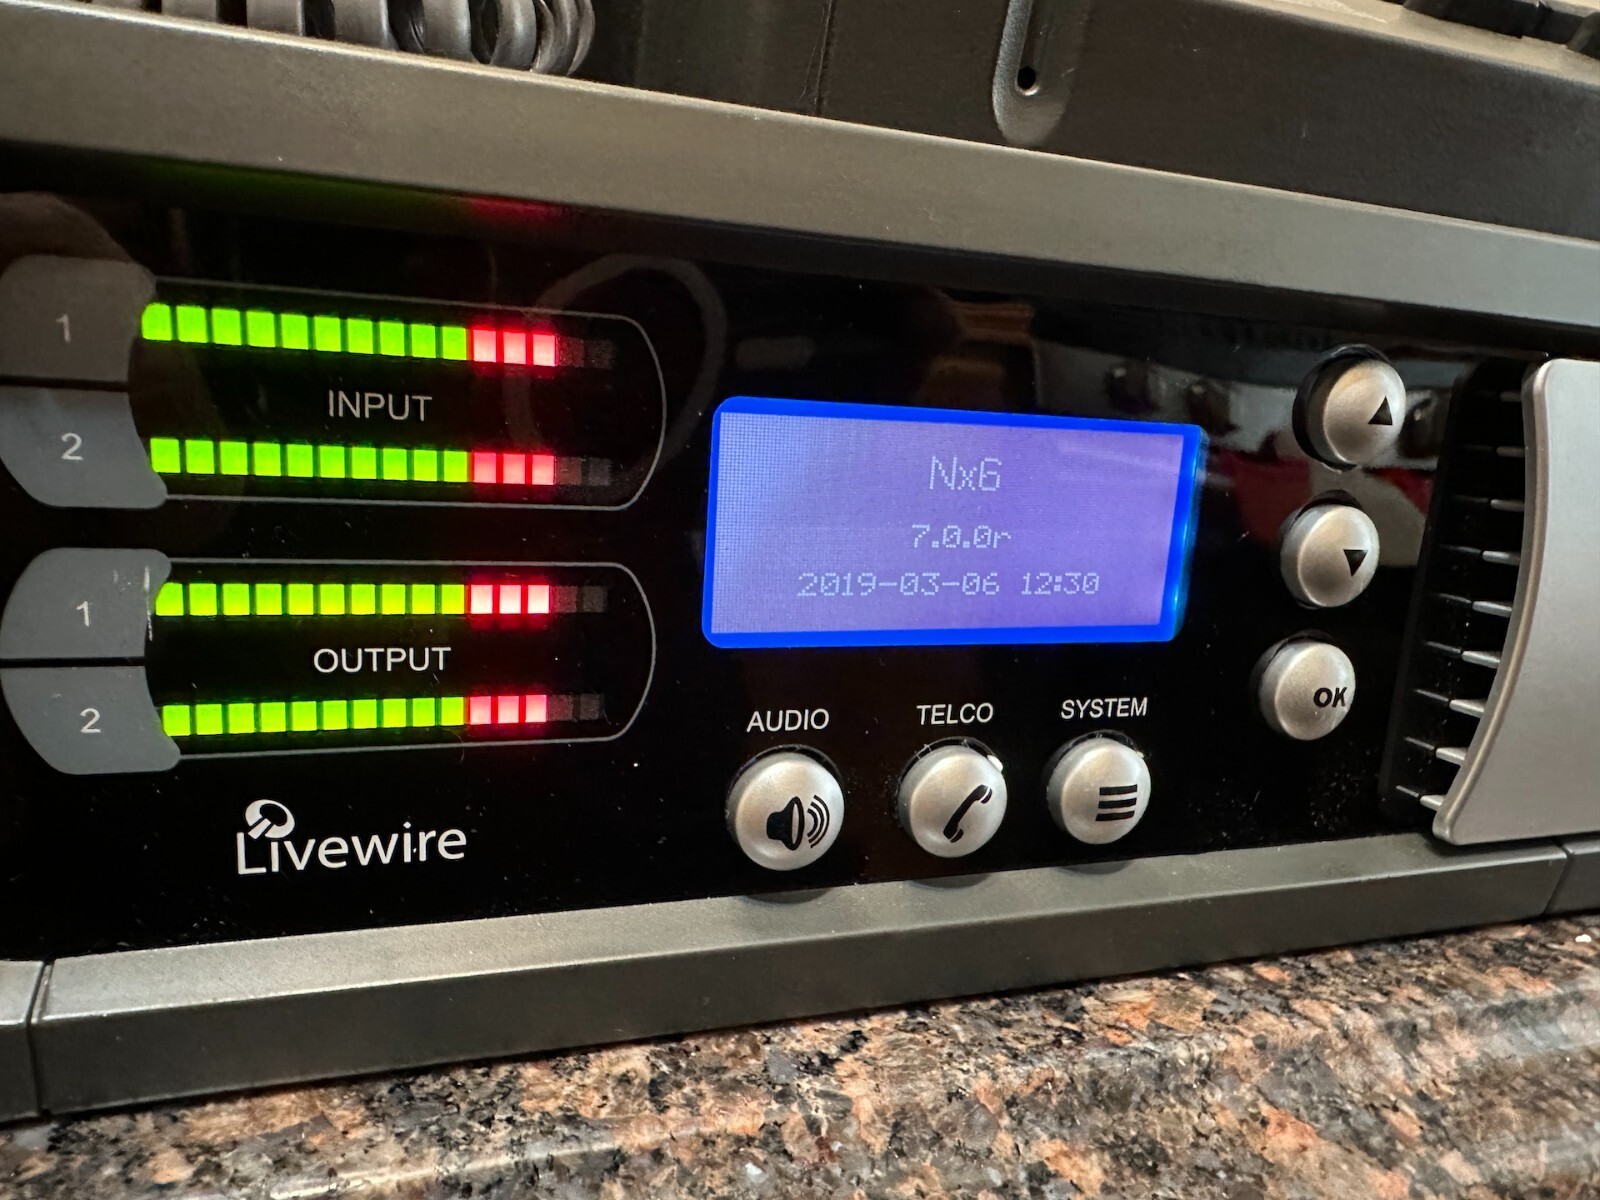 1
INPUT
2
1
OUTPUT
2
Livewire
Nx6
7.0.0r
2019-03-06 12:30
AUDIO
TELCO
SYSTEM
OK